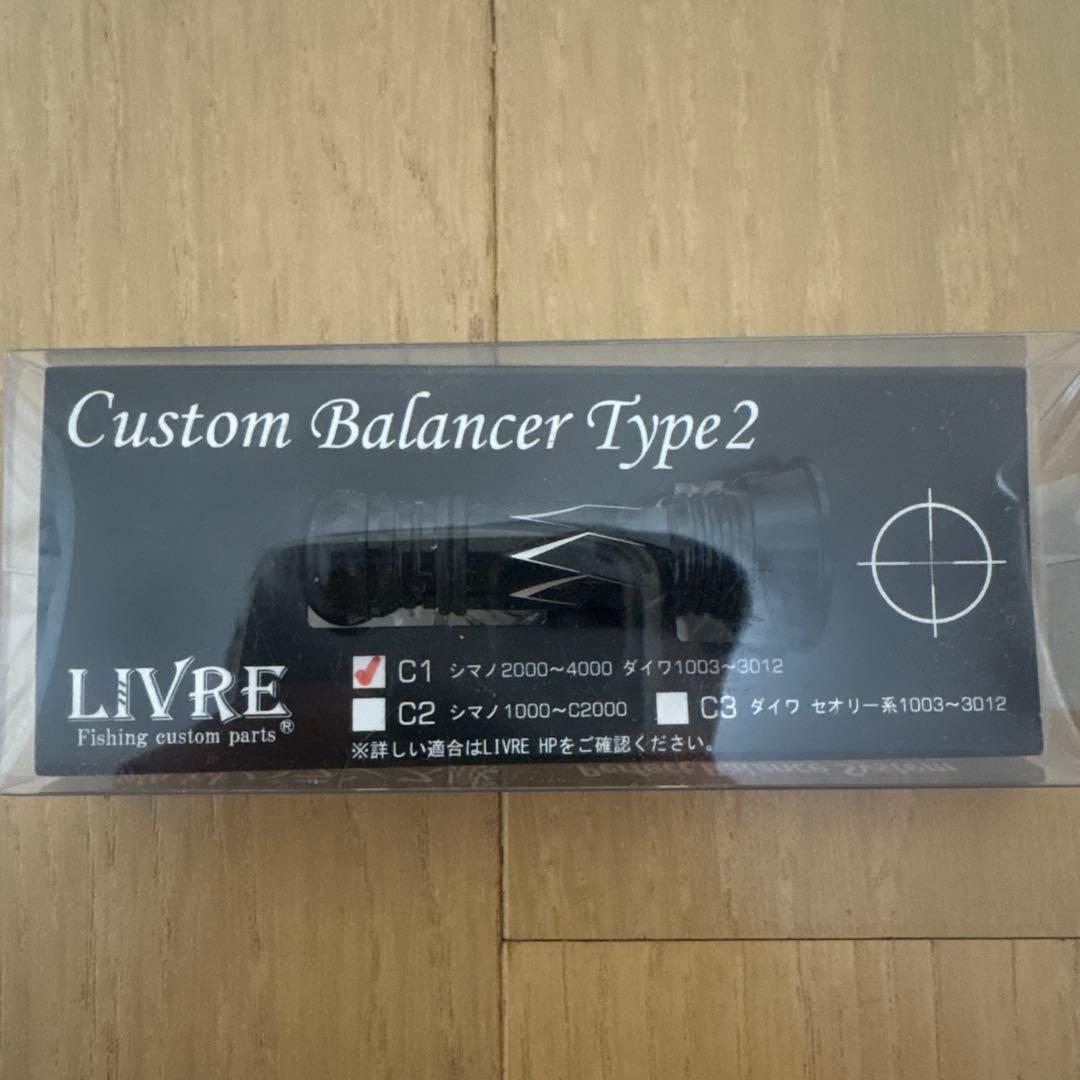 Custom Balancer Type2
LIVRE
Fishing custom parts®
C1 シマノ2000〜4000 ダイワ1003〜3012
C2 シマノ1000〜C2000
C3 ダイワ セオリー系1003〜3012
※詳しい適合はLIVRE HPをご確認ください。
Perfect Balance System